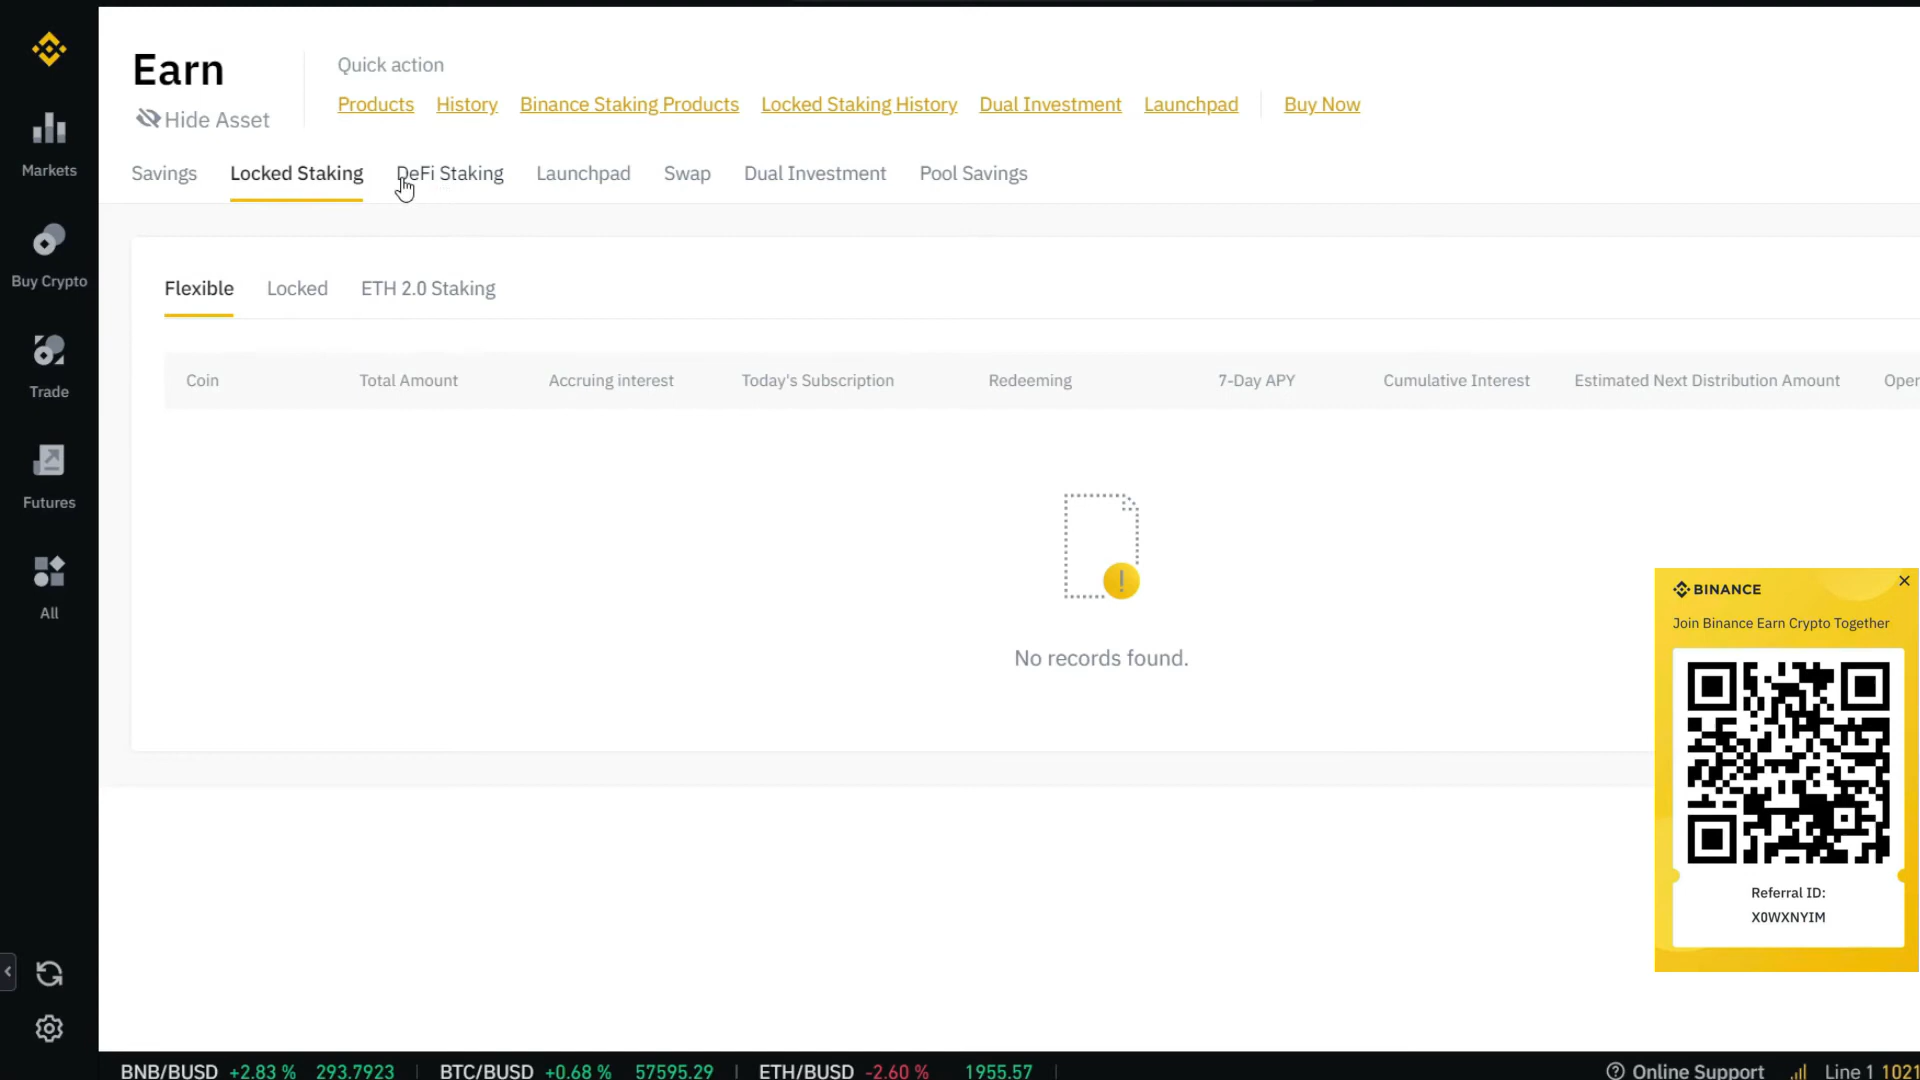 Earn
Hide Asset
Quick action
Products History Binance Staking Products Locked Staking History Dual Investment Launchpad Buy Now
Savings Locked Staking DeFi Staking Launchpad Swap Dual Investment Pool Savings
Markets
Buy Crypto
Trade
Futures
All
Flexible Locked ETH 2.0 Staking
Coin Total Amount Accruing interest Today's Subscription Redeeming 7-Day APY Cumulative Interest Estimated Next Distribution Amount Oper
No records found.
BINANCE
Join Binance Earn Crypto Together
Referral ID:
X0WXNYIM
BNB/BUSD +2.83 % 293.7923 BTC/BUSD +0.68 % 57595.29 ETH/BUSD -2.60 % 1955.57 Online Support Line 1 1021